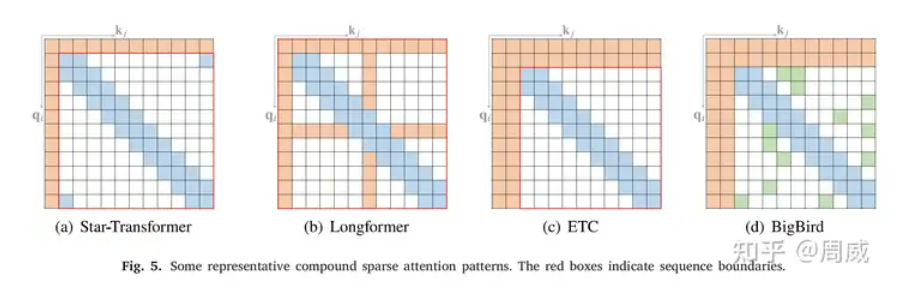 k_j k_j k_j k_j
q_i q_i q_i q_i
(a) Star-Transformer (b) Longformer (c) ETC (d) BigBird
知乎 @周威
Fig. 5. Some representative compound sparse attention patterns. The red boxes indicate sequence boundaries.